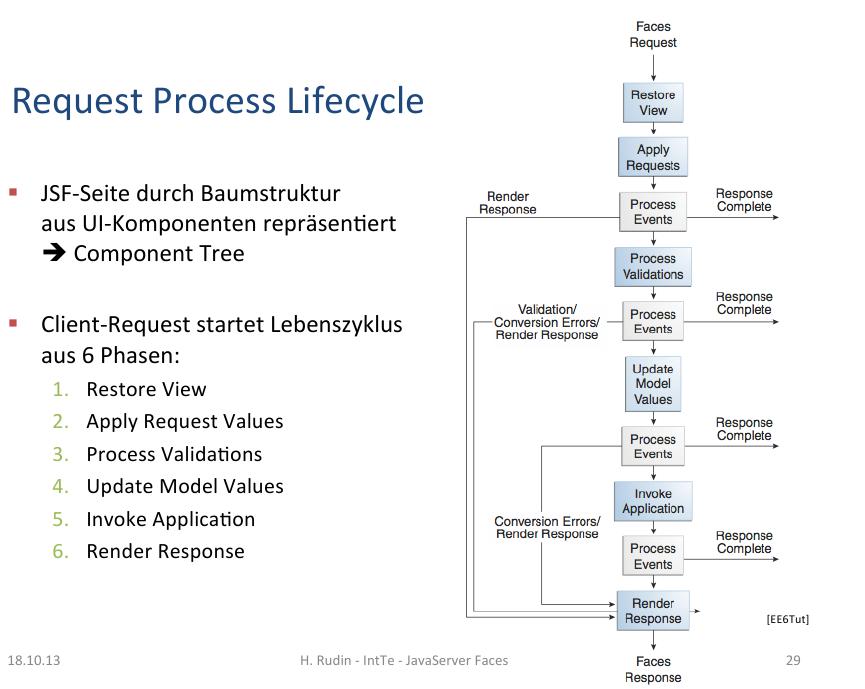 Request Process Lifecycle
▪ JSF-Seite durch Baumstruktur
aus UI-Komponenten repräsentiert
➔ Component Tree
▪ Client-Request startet Lebenszyklus
aus 6 Phasen:
1. Restore View
2. Apply Request Values
3. Process Validations
4. Update Model Values
5. Invoke Application
6. Render Response
Faces
Request
Restore
View
Apply
Requests
Render
Response
Process
Events
Response
Complete
Process
Validations
Validation/
Conversion Errors/
Render Response
Process
Events
Response
Complete
Update
Model
Values
Process
Events
Response
Complete
Invoke
Application
Conversion Errors/
Render Response
Process
Events
Response
Complete
Render
Response
Faces
Response
[EE6Tut]
18.10.13
H. Rudin - IntTe - JavaServer Faces
29